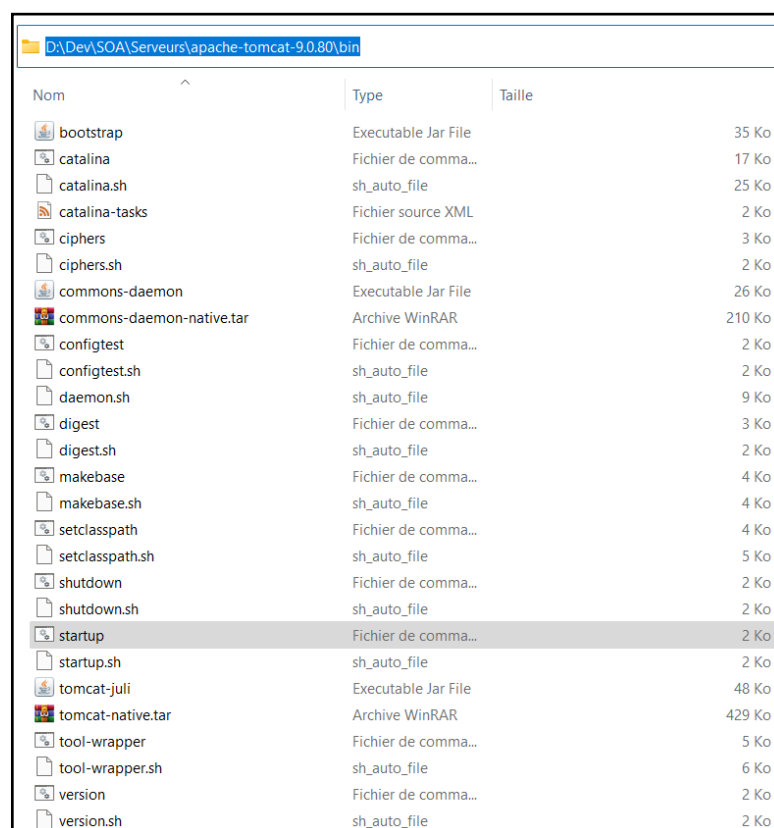 D:\Dev\SOA\Serveurs\apache-tomcat-9.0.80\bin
Nom Type Taille
bootstrap Executable Jar File 35 Ko
catalina Fichier de comma... 17 Ko
catalina.sh sh_auto_file 25 Ko
catalina-tasks Fichier source XML 2 Ko
ciphers Fichier de comma... 3 Ko
ciphers.sh sh_auto_file 2 Ko
commons-daemon Executable Jar File 26 Ko
commons-daemon-native.tar Archive WinRAR 210 Ko
configtest Fichier de comma... 2 Ko
configtest.sh sh_auto_file 2 Ko
daemon.sh sh_auto_file 9 Ko
digest Fichier de comma... 3 Ko
digest.sh sh_auto_file 2 Ko
makebase Fichier de comma... 4 Ko
makebase.sh sh_auto_file 4 Ko
setclasspath Fichier de comma... 4 Ko
setclasspath.sh sh_auto_file 5 Ko
shutdown Fichier de comma... 2 Ko
shutdown.sh sh_auto_file 2 Ko
startup Fichier de comma... 2 Ko
startup.sh sh_auto_file 2 Ko
tomcat-juli Executable Jar File 48 Ko
tomcat-native.tar Archive WinRAR 429 Ko
tool-wrapper Fichier de comma... 5 Ko
tool-wrapper.sh sh_auto_file 6 Ko
version Fichier de comma... 2 Ko
version.sh sh_auto_file 2 Ko